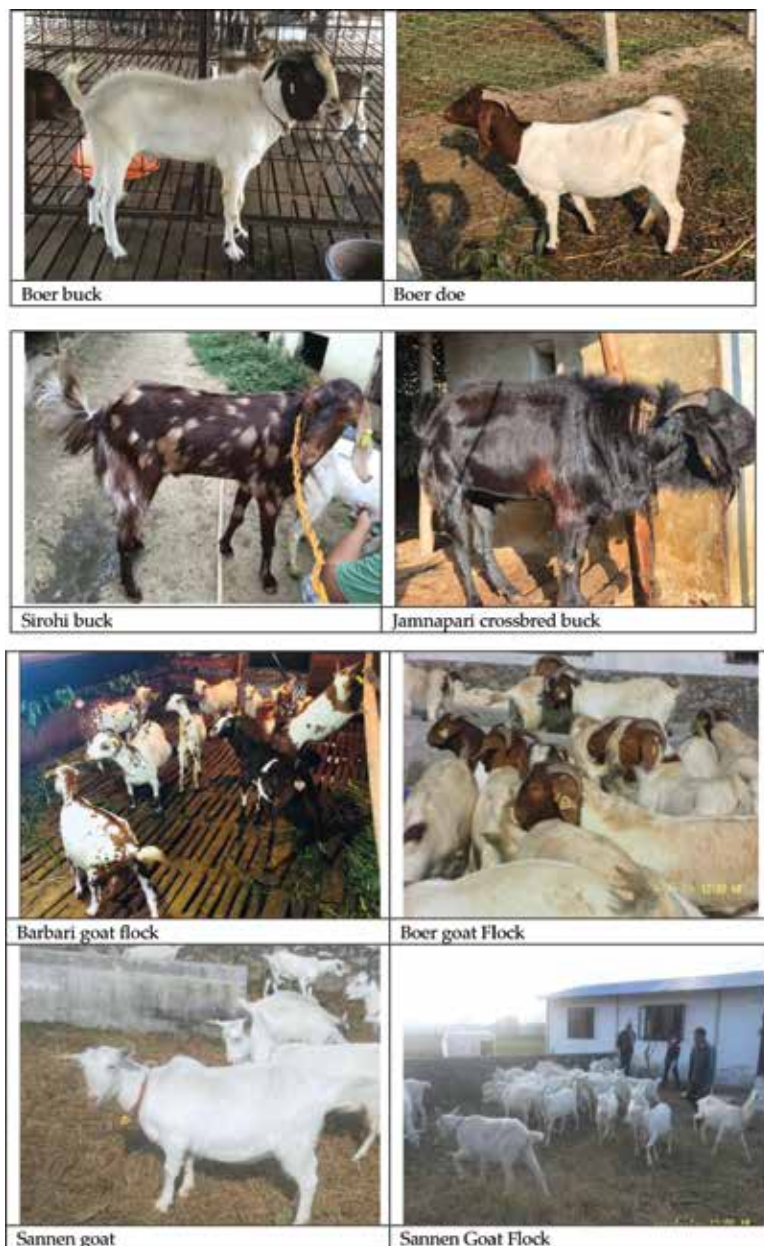 Boer buck
Boer doe
Sirohi buck
Jamnapari crossbred buck
Barbari goat flock
Boer goat Flock
Sannen goat
Sannen Goat Flock